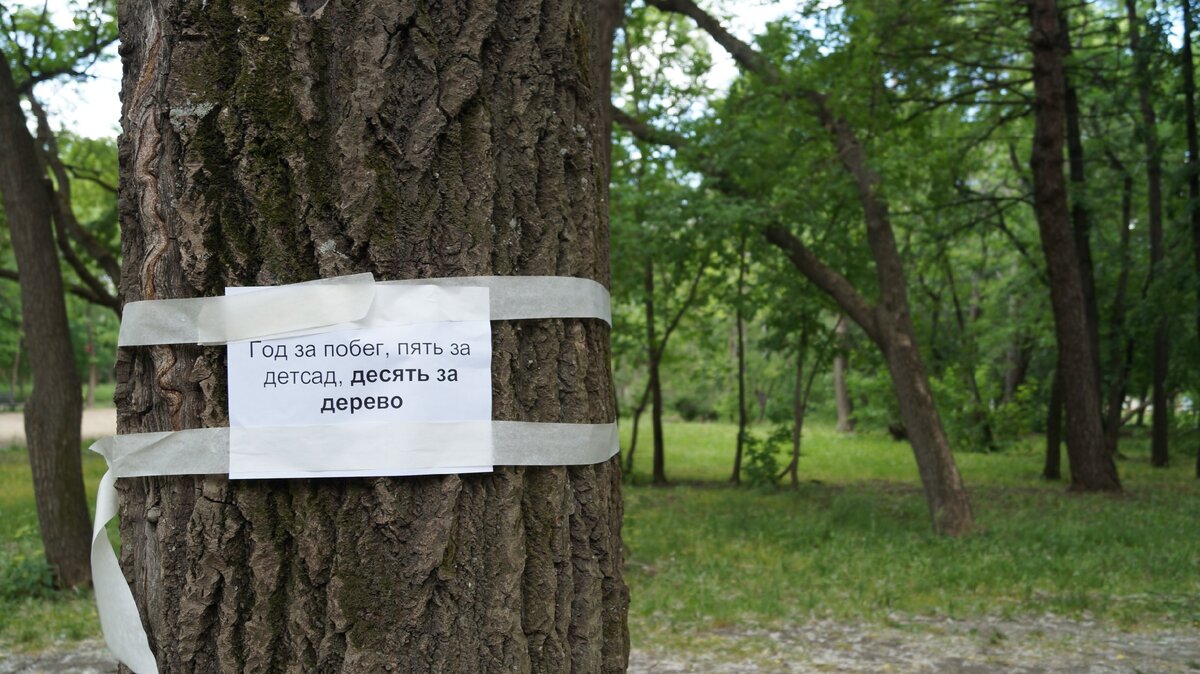 Год за побег, пять за
детсад, десять за
дерево